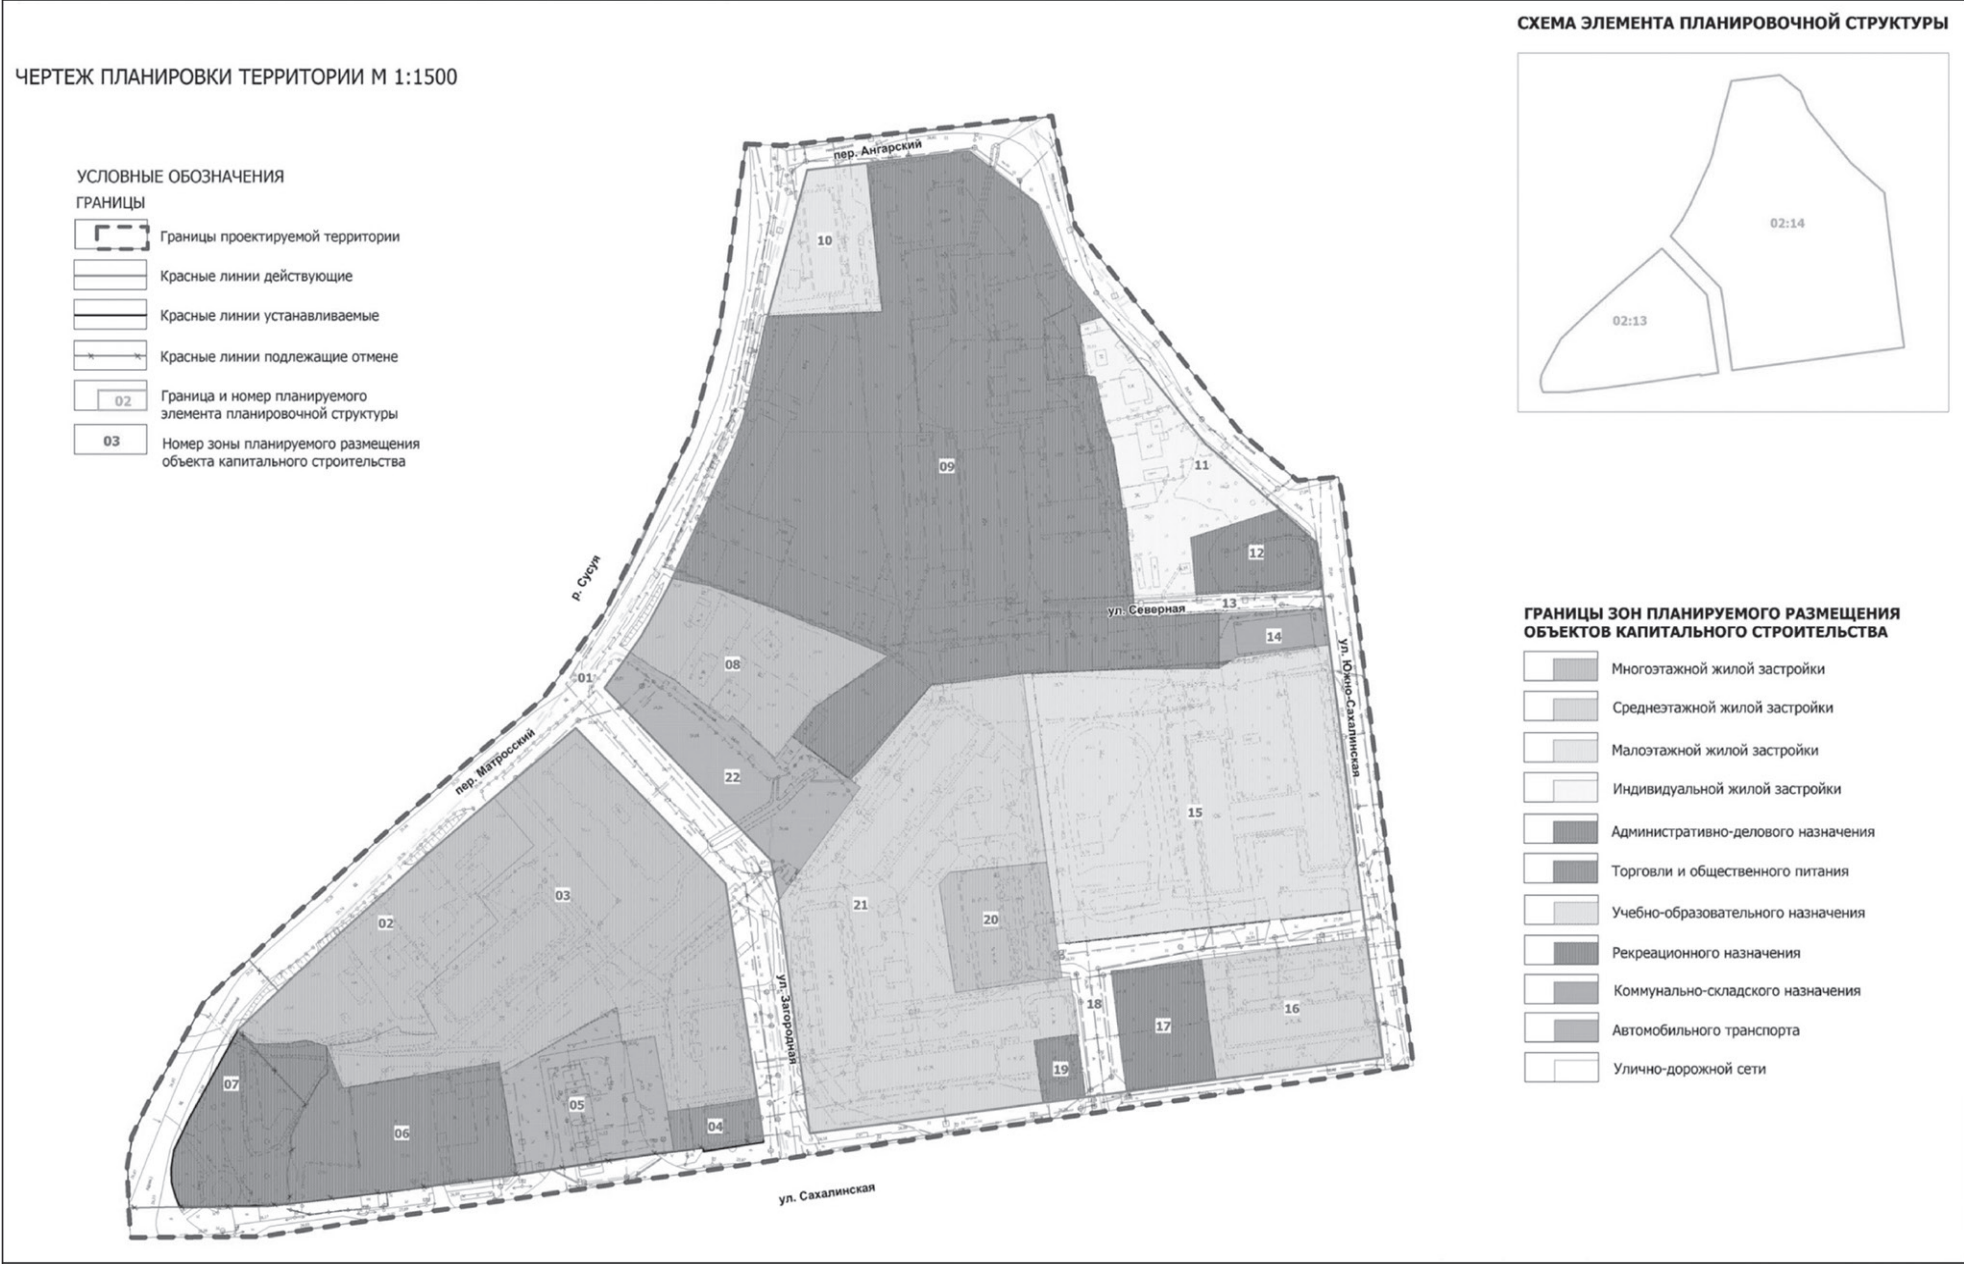 СХЕМА ЭЛЕМЕНТА ПЛАНИРОВОЧНОЙ СТРУКТУРЫ
02:14
02:13
ЧЕРТЕЖ ПЛАНИРОВКИ ТЕРРИТОРИИ М 1:1500
УСЛОВНЫЕ ОБОЗНАЧЕНИЯ
ГРАНИЦЫ
Границы проектируемой территории
Красные линии действующие
Красные линии устанавливаемые
Красные линии подлежащие отмене
02
Граница и номер планируемого
элемента планировочной структуры
03
Номер зоны планируемого размещения
объекта капитального строительства
пер. Ангарский
10
09
11
12
р. Сусуя
ул. Северная
13
14
08
01
ул. Южно-Сахалинская
пер. Матросский
22
15
03
02
21
20
ул. Загородная
18
17
16
19
07
06
05
04
ул. Сахалинская
ГРАНИЦЫ ЗОН ПЛАНИРУЕМОГО РАЗМЕЩЕНИЯ
ОБЪЕКТОВ КАПИТАЛЬНОГО СТРОИТЕЛЬСТВА
Многоэтажной жилой застройки
Среднеэтажной жилой застройки
Малоэтажной жилой застройки
Индивидуальной жилой застройки
Административно-делового назначения
Торговли и общественного питания
Учебно-образовательного назначения
Рекреационного назначения
Коммунально-складского назначения
Автомобильного транспорта
Улично-дорожной сети